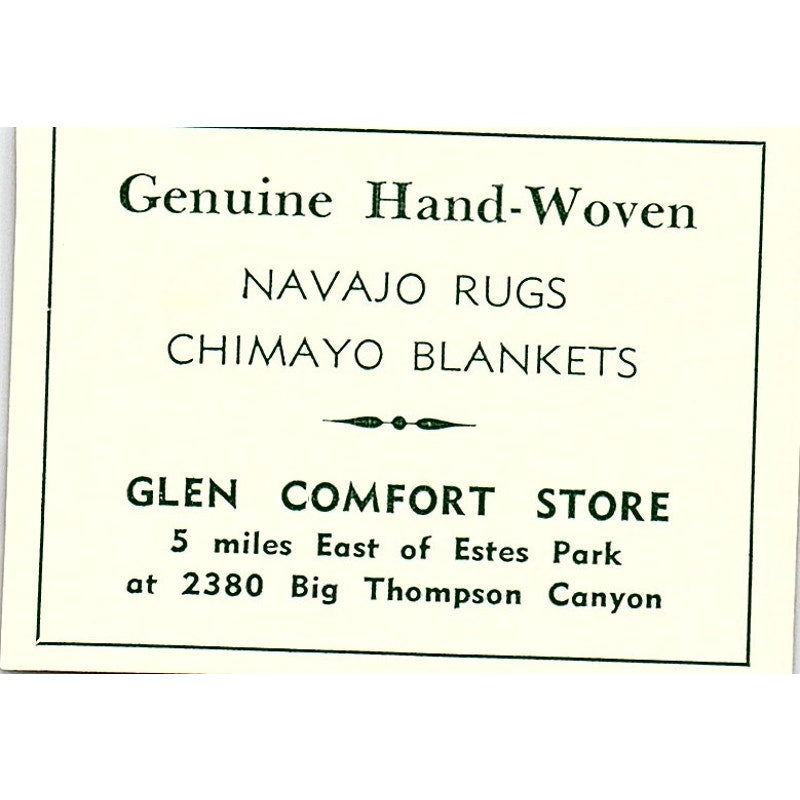 Genuine Hand-Woven
NAVAJO RUGS
CHIMAYO BLANKETS
GLEN COMFORT STORE
5 miles East of Estes Park
at 2380 Big Thompson Canyon